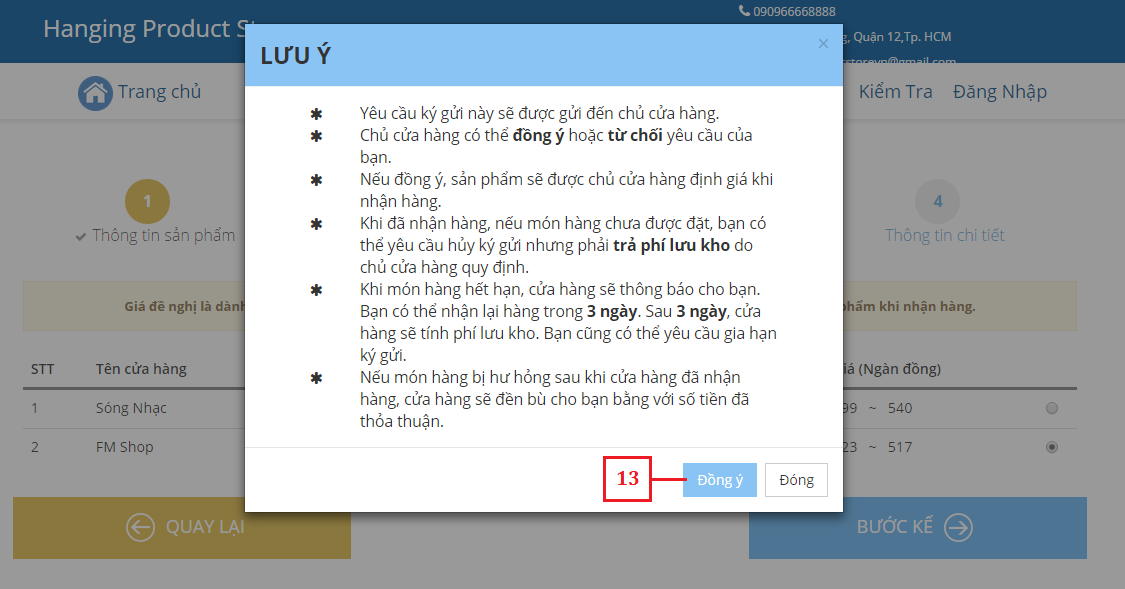 Hanging Product
090966668888
Quận 12,Tp. HCM
LƯU Ý
×
Trang chủ
Kiểm Tra
Đăng Nhập
✱ Yêu cầu ký gửi này sẽ được gửi đến chủ cửa hàng.
✱ Chủ cửa hàng có thể đồng ý hoặc từ chối yêu cầu của
bạn.
✱ Nếu đồng ý, sản phẩm sẽ được chủ cửa hàng định giá khi
nhận hàng.
✱ Khi đã nhận hàng, nếu món hàng chưa được đặt, bạn có
thể yêu cầu hủy ký gửi nhưng phải trả phí lưu kho do
chủ cửa hàng quy định.
✱ Khi món hàng hết hạn, cửa hàng sẽ thông báo cho bạn.
Bạn có thể nhận lại hàng trong 3 ngày. Sau 3 ngày, cửa
hàng sẽ tính phí lưu kho. Bạn cũng có thể yêu cầu gia hạn
ký gửi.
✱ Nếu món hàng bị hư hỏng sau khi cửa hàng đã nhận
hàng, cửa hàng sẽ đền bù cho bạn bằng với số tiền đã
thỏa thuận.
13
Đồng ý
Đóng
1
Thông tin sản phẩm
4
Thông tin chi tiết
Giá đề nghị là dành
khi nhận hàng.
STT Tên cửa hàng
(Ngàn đồng)
1 Sóng Nhạc
~ 540
2 FM Shop
~ 517
QUAY LẠI
BƯỚC KẾ